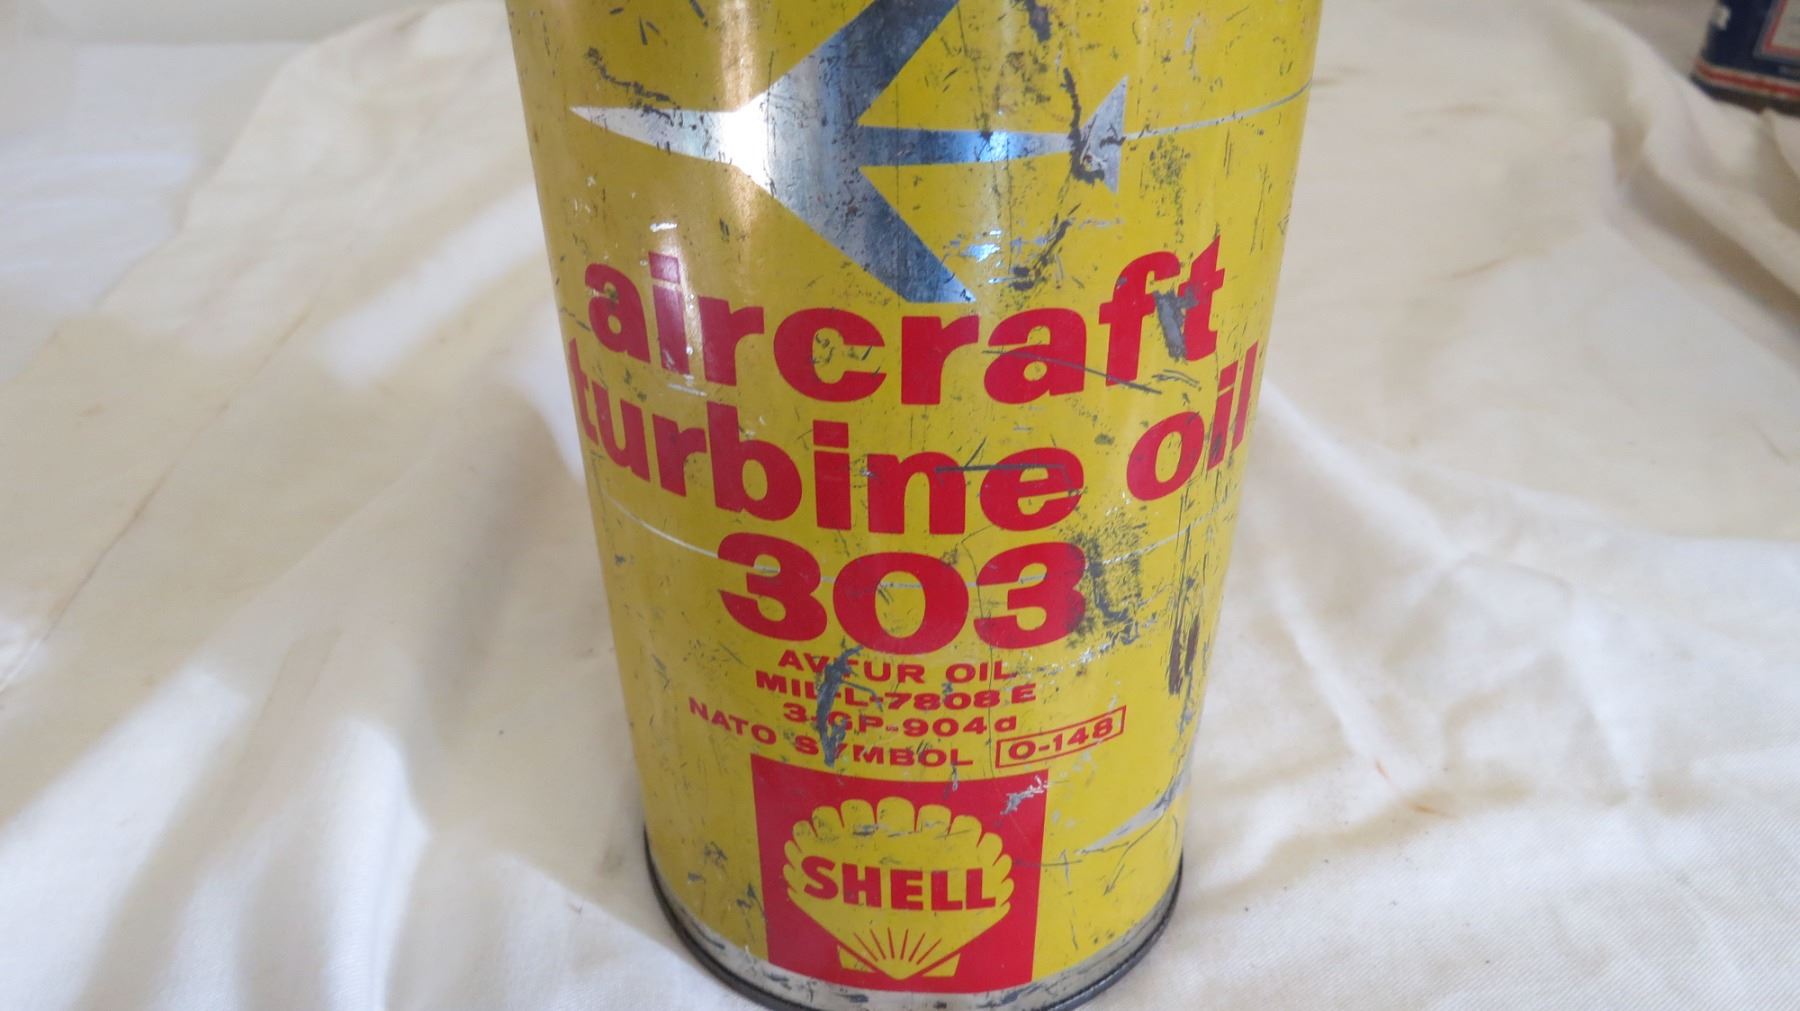 aircraft
turbine oil
303
AVTUR OIL
MIL-L-7808E
3-GP-904a
NATO SYMBOL O-148
SHELL